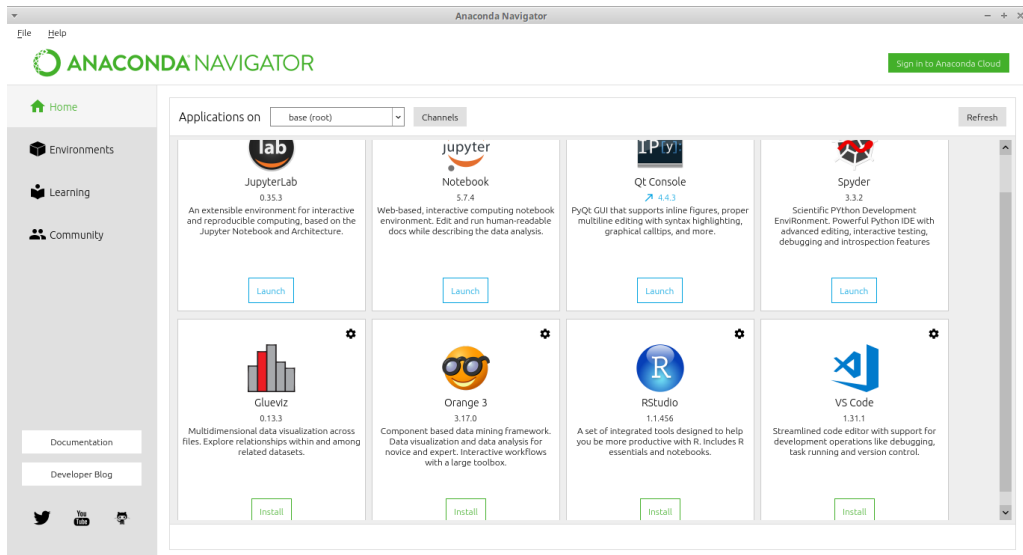 Anaconda Navigator
File Help
ANACONDA NAVIGATOR
Sign in to Anaconda Cloud
Home
Environments
Learning
Community
Documentation
Developer Blog
You
Tube
Applications on base (root) Channels Refresh
lab
JupyterLab
0.35.3
An extensible environment for interactive
and reproducible computing, based on the
Jupyter Notebook and Architecture.
Launch
jupyter
Notebook
5.7.4
Web-based, interactive computing notebook
environment. Edit and run human-readable
docs while describing the data analysis.
Launch
IP[y]:
Qt Console
4.4.3
PyQt GUI that supports inline figures, proper
multiline editing with syntax highlighting,
graphical calltips, and more.
Launch
Spyder
3.3.2
Scientific PYthon Development
EnviRonment. Powerful Python IDE with
advanced editing, interactive testing,
debugging and introspection features
Launch
Glueviz
0.13.3
Multidimensional data visualization across
files. Explore relationships within and among
related datasets.
Install
Orange 3
3.17.0
Component based data mining framework.
Data visualization and data analysis for
novice and expert. Interactive workflows
with a large toolbox.
Install
R
RStudio
1.1.456
A set of integrated tools designed to help
you be more productive with R. Includes R
essentials and notebooks.
Install
VS Code
1.31.1
Streamlined code editor with support for
development operations like debugging,
task running and version control.
Install